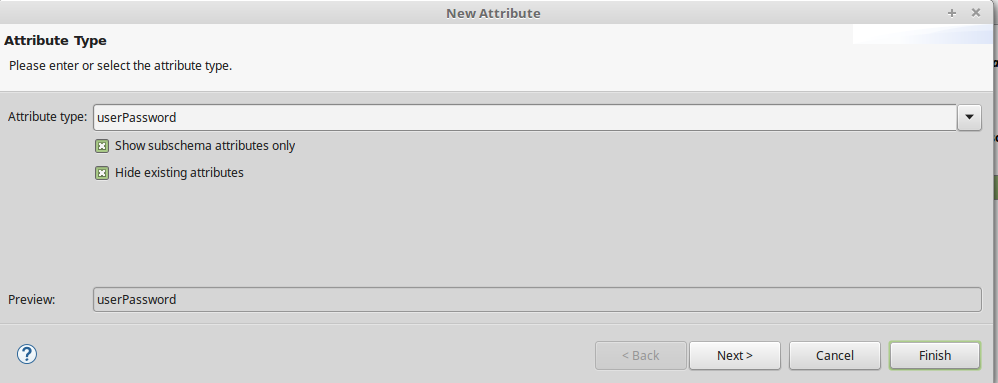 New Attribute
Attribute Type
Please enter or select the attribute type.
Attribute type: userPassword
Show subschema attributes only
Hide existing attributes
Preview: userPassword
? < Back Next > Cancel Finish